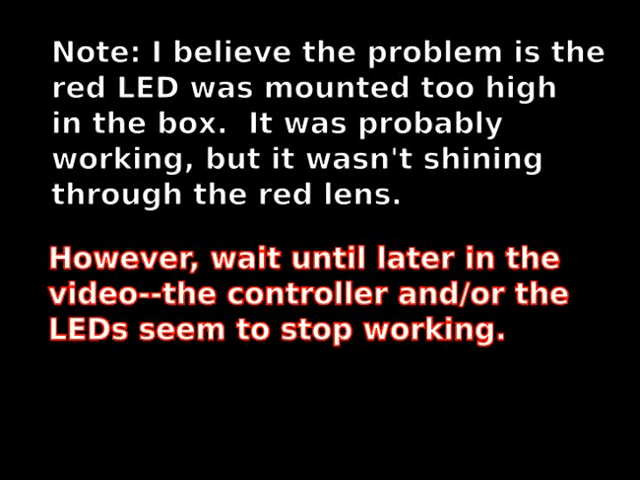 Note: I believe the problem is the
red LED was mounted too high
in the box.  It was probably
working, but it wasn't shining
through the red lens.
However, wait until later in the
video--the controller and/or the
LEDs seem to stop working.